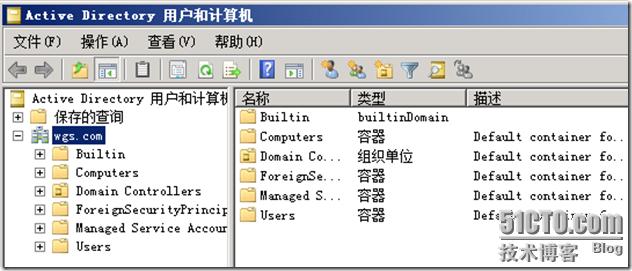 Active Directory 用户和计算机
文件(F) 操作(A) 查看(V) 帮助(H)
Active Directory 用户和计算机
保存的查询
wgs.com
Builtin
Computers
Domain Controllers
ForeignSecurityPrincip
Managed Service Accoun
Users
名称 类型 描述
Builtin builtinDomain
Computers 容器 Default container fo...
Domain Co... 组织单位 Default container fo...
ForeignSe... 容器 Default container fo...
Managed S... 容器 Default container fo...
Users 容器 Default container fo...
51CTO.com
技术博客 Blog